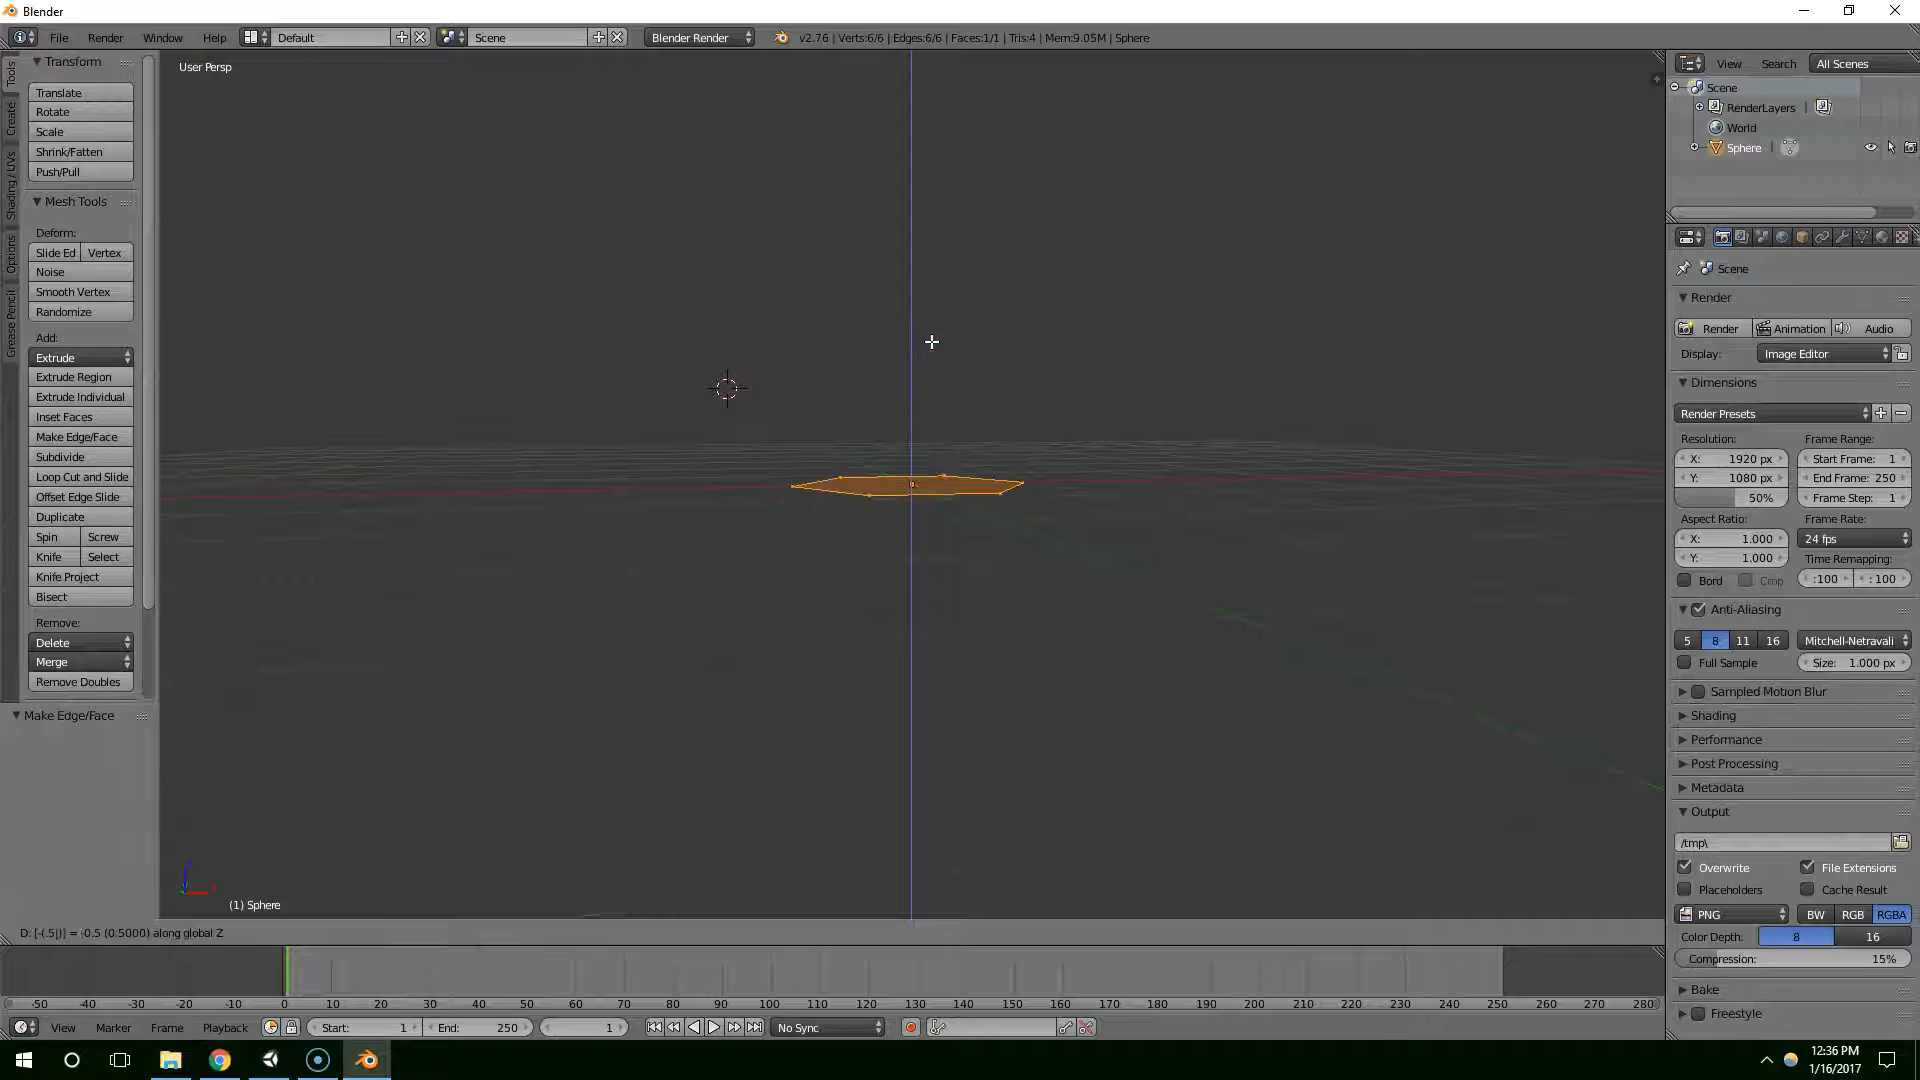 Blender
File Render Window Help Default Scene Blender Render v2.76 | Verts:6/6 | Edges:6/6 | Faces:1/1 | Tris:4 | Mem:9.05M | Sphere
Tools
Create
Shading / UVs
Options
Grease Pencil
Transform
Translate
Rotate
Scale
Shrink/Fatten
Push/Pull
Mesh Tools
Deform:
Slide Ed Vertex
Noise
Smooth Vertex
Randomize
Add:
Extrude
Extrude Region
Extrude Individual
Inset Faces
Make Edge/Face
Subdivide
Loop Cut and Slide
Offset Edge Slide
Duplicate
Spin Screw
Knife Select
Knife Project
Bisect
Remove:
Delete
Merge
Remove Doubles
Make Edge/Face
User Persp
(1) Sphere
D: [-(.5|)] = -0.5 (0.5000) along global Z
View Search All Scenes
Scene
RenderLayers |
World
Sphere |
Scene
Render
Render Animation Audio
Display: Image Editor
Dimensions
Render Presets
Resolution: Frame Range:
X: 1920 px Start Frame: 1
Y: 1080 px End Frame: 250
50% Frame Step: 1
Aspect Ratio: Frame Rate:
X: 1.000 24 fps
Y: 1.000 Time Remapping:
Bord Crop :100 : 100
Anti-Aliasing
5 8 11 16 Mitchell-Netravali
Full Sample Size: 1.000 px
Sampled Motion Blur
Shading
Performance
Post Processing
Metadata
Output
/tmp\
Overwrite File Extensions
Placeholders Cache Result
PNG BW RGB RGBA
Color Depth: 8 16
Compression: 15%
Bake
Freestyle
-50 -40 -30 -20 -10 0 10 20 30 40 50 60 70 80 90 100 110 120 130 140 150 160 170 180 190 200 210 220 230 240 250 260 270 280
View Marker Frame Playback Start: 1 End: 250 1 No Sync
12:36 PM
1/16/2017